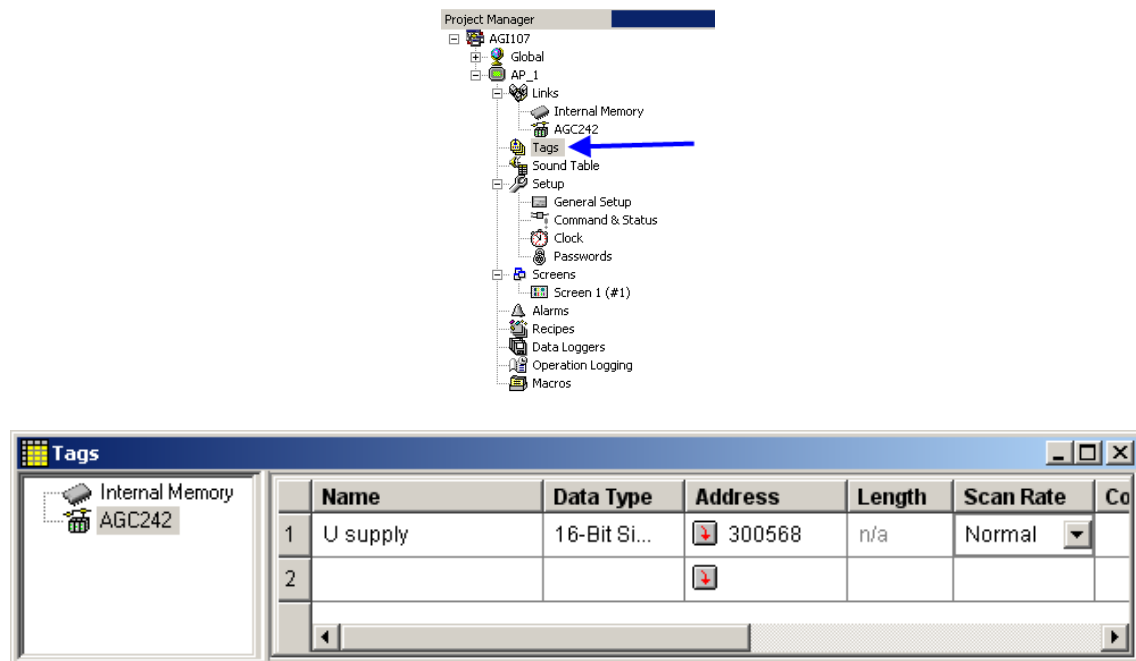 Project Manager
AGI107
Global
AP_1
Links
Internal Memory
AGC242
Tags
Sound Table
Setup
General Setup
Command & Status
Clock
Passwords
Screens
Screen 1 (#1)
Alarms
Recipes
Data Loggers
Operation Logging
Macros
Tags
Internal Memory
AGC242
Name Data Type Address Length Scan Rate Co
1 U supply 16-Bit Si... 300568 n/a Normal
2